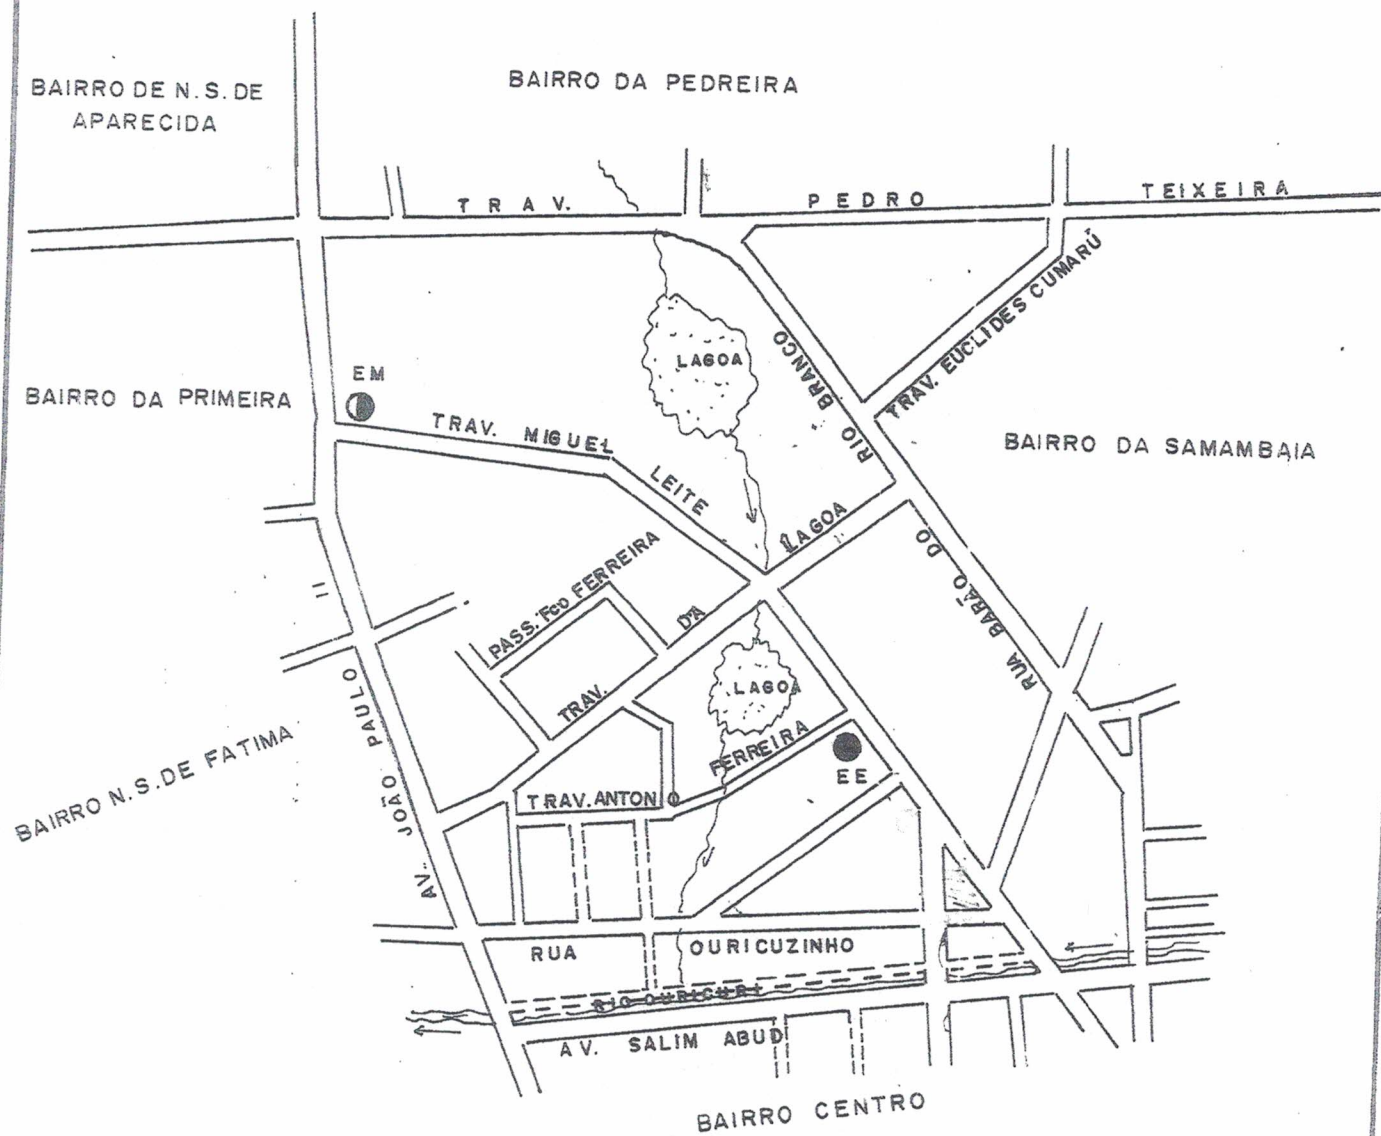 BAIRRO DE N. S. DE
APARECIDA
BAIRRO DA PEDREIRA
TRAV. PEDRO TEIXEIRA
TRAV. EUCLIDES CUMARÚ
LAGOA
RIO BRANCO
EM
BAIRRO DA PRIMEIRA
TRAV. MIGUEL LEITE
BAIRRO DA SAMAMBAIA
TRAV. D'A LAGOA
PASS. Fco FERREIRA
RUA BARÃO DO
LAGOA
AV. JOÃO PAULO II
BAIRRO N. S. DE FATIMA
TRAV. ANTONIO FERREIRA
EE
RUA OURICUZINHO
RIO OURICURI
AV. SALIM ABUD
BAIRRO CENTRO